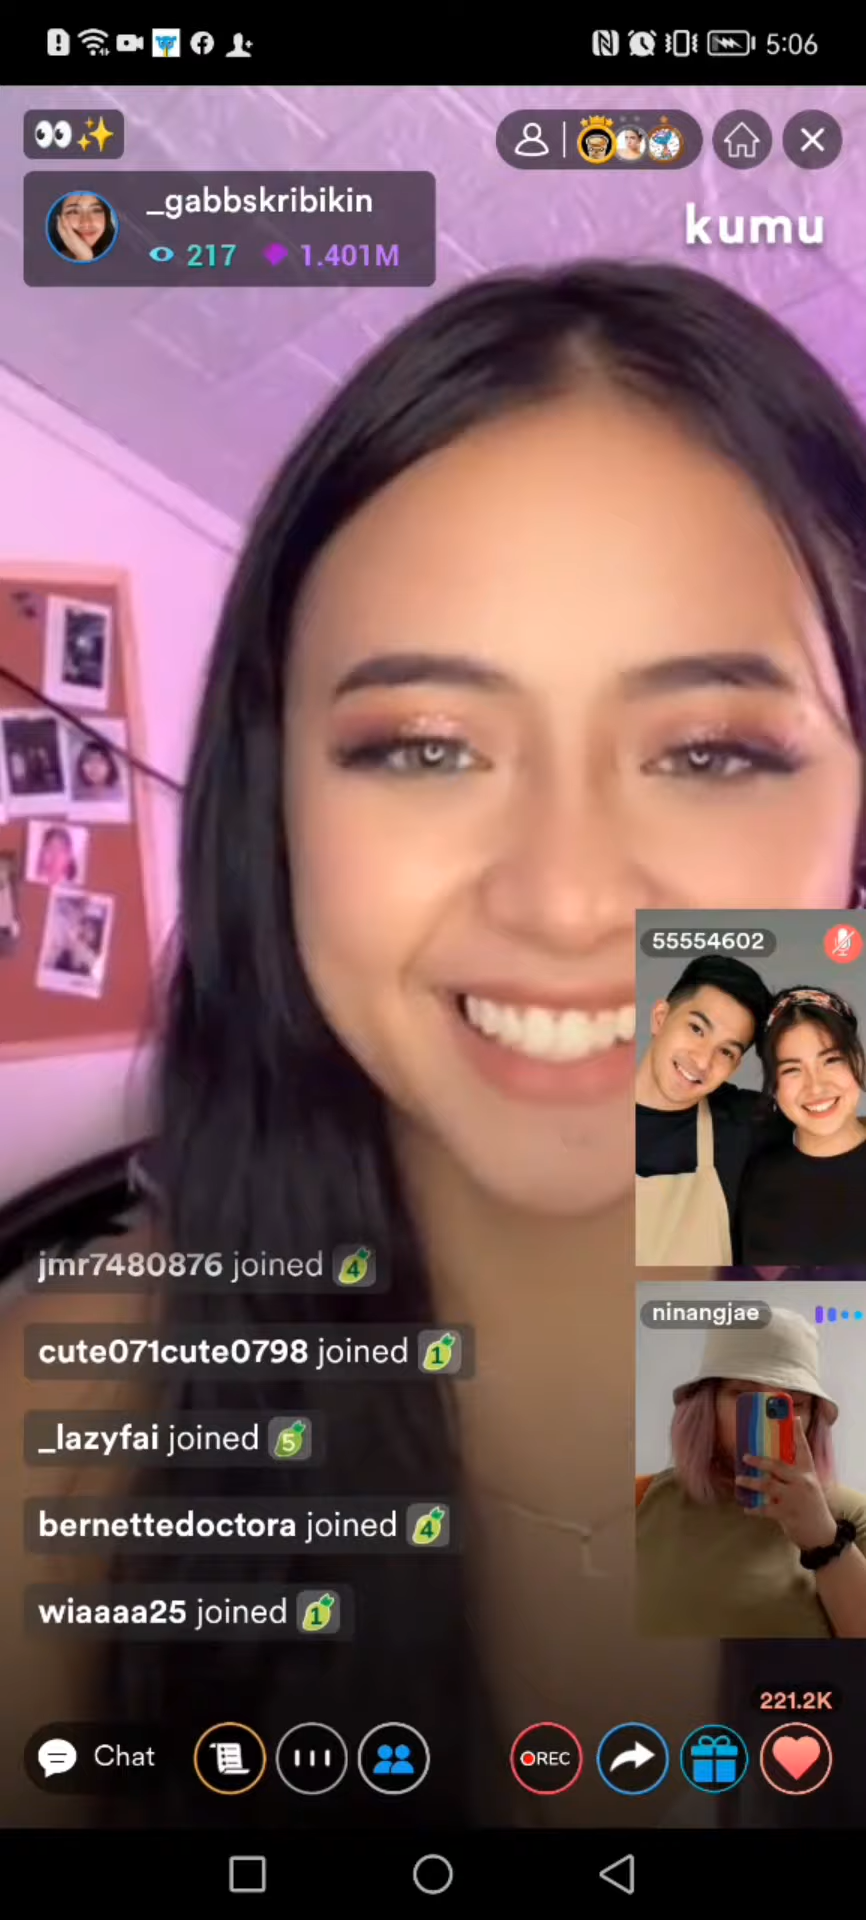 5:06
👀✨
_gabbskribikin
217 1.401M
kumu
55554602
jmr7480876 joined 4
ninangjae
cute071cute0798 joined 1
_lazyfai joined 5
bernettedoctora joined 4
wiaaaa25 joined 1
221.2K
Chat
REC